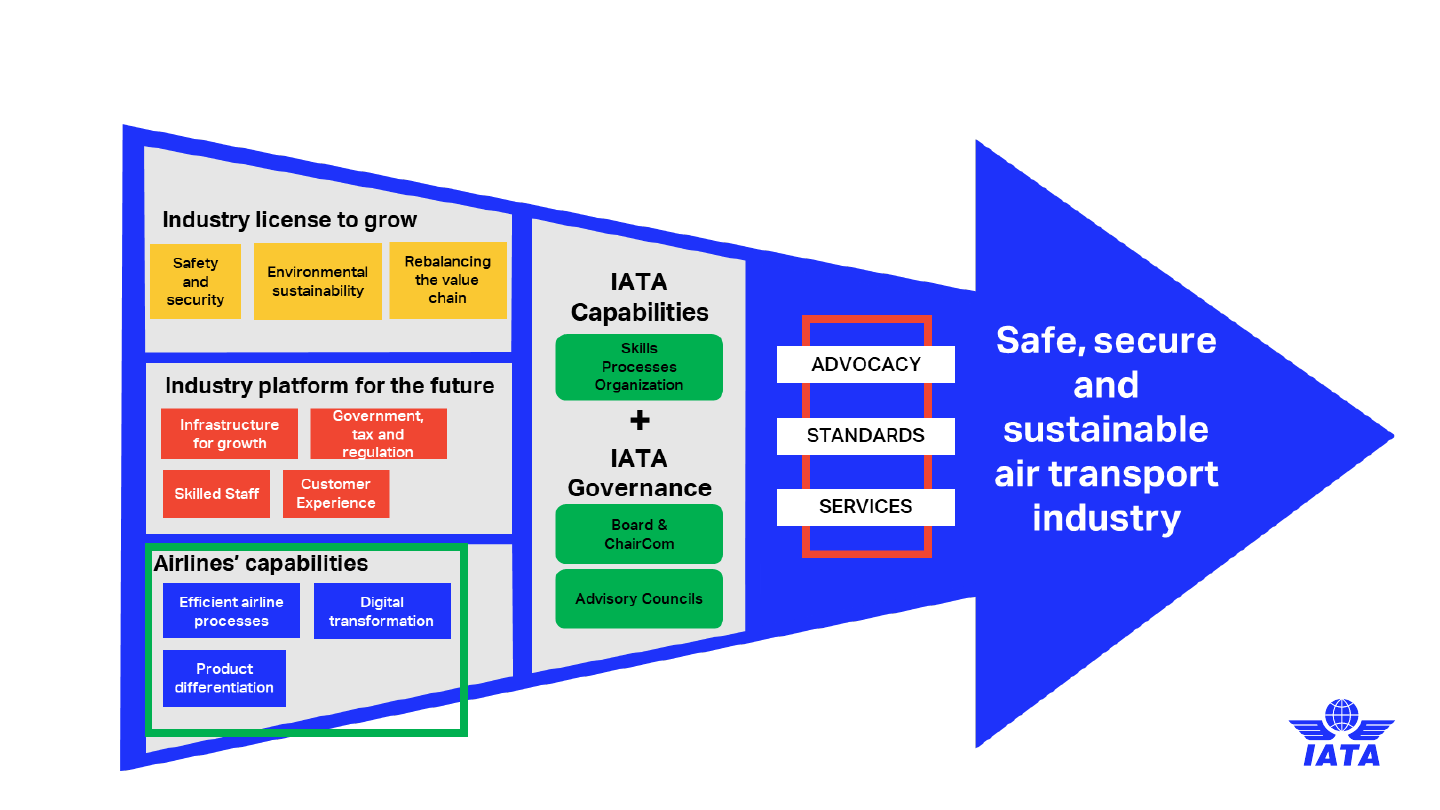 Industry license to grow
Safety
and
security
Environmental
sustainability
Rebalancing
the value
chain
Industry platform for the future
Infrastructure
for growth
Government,
tax and
regulation
Skilled Staff
Customer
Experience
Airlines’ capabilities
Efficient airline
processes
Digital
transformation
Product
differentiation
IATA
Capabilities
Skills
Processes
Organization
+
IATA
Governance
Board &
ChairCom
Advisory Councils
ADVOCACY
STANDARDS
SERVICES
Safe, secure
and
sustainable
air transport
industry
IATA